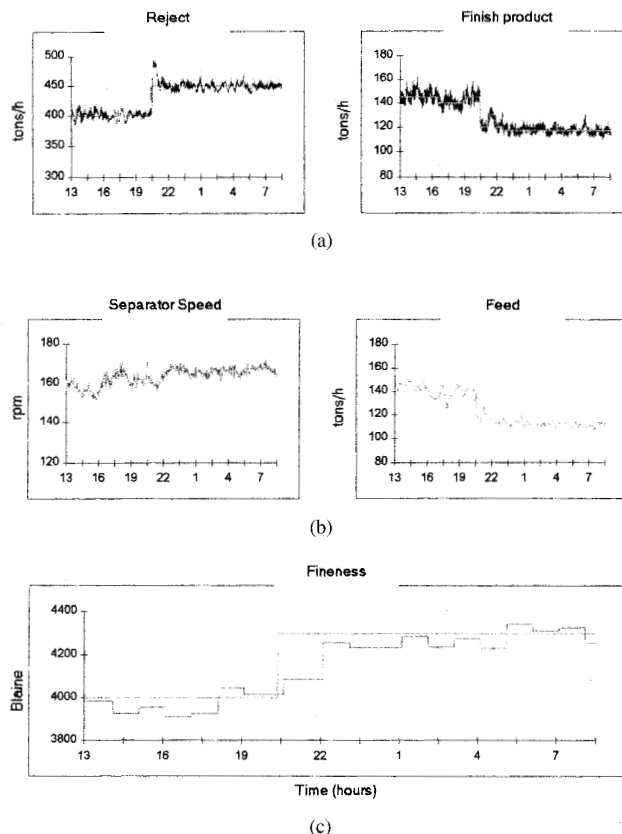 Reject
Finish product
tons/h
500
450
400
350
300
13 16 19 22 1 4 7
tons/h
160
140
120
100
80
13 16 19 22 1 4 7
(a)
Separator Speed
Feed
rpm
180
160
140
120
13 16 19 22 1 4 7
tons/h
180
160
140
120
100
80
13 16 19 22 1 4 7
(b)
Fineness
Blaine
4400
4200
4000
3800
13 19 22 1 4 7
Time (hours)
(c)